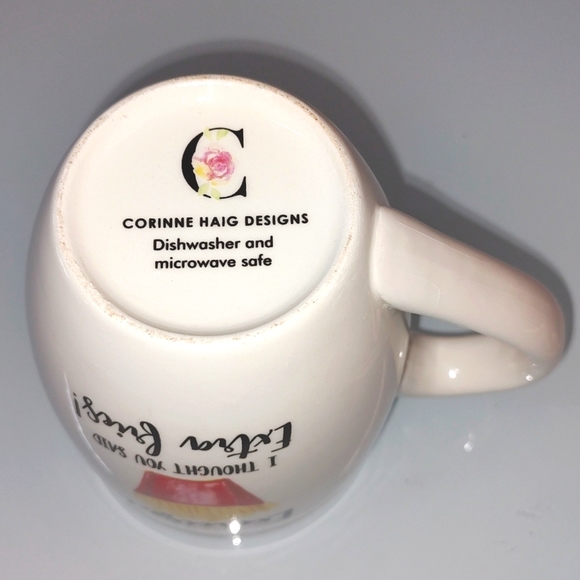 C
CORINNE HAIG DESIGNS
Dishwasher and
microwave safe
I THOUGHT YOU SAID
Extra fries!